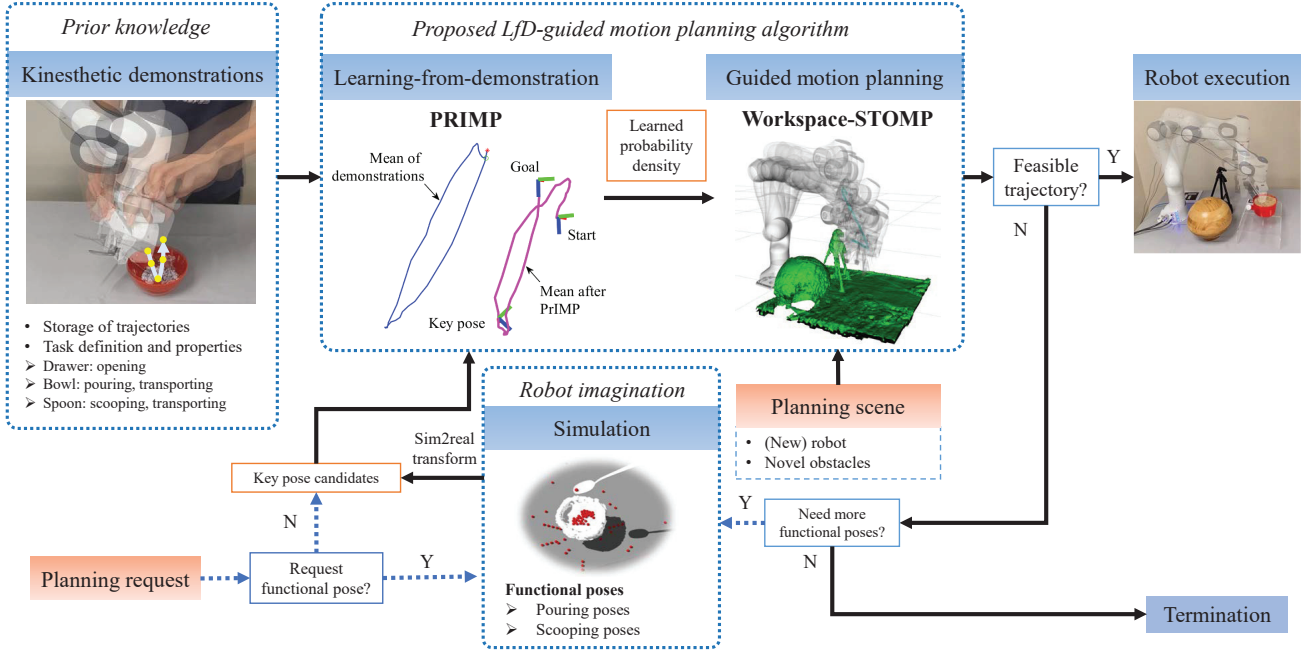 Prior knowledge
Kinesthetic demonstrations
• Storage of trajectories
• Task definition and properties
➢ Drawer: opening
➢ Bowl: pouring, transporting
➢ Spoon: scooping, transporting
Proposed LfD-guided motion planning algorithm
Learning-from-demonstration
PRIMP
Mean of
demonstrations
Goal
Start
Mean after
PrIMP
Key pose
Learned
probability
density
Guided motion planning
Workspace-STOMP
Feasible
trajectory?
Y
N
Robot execution
Robot imagination
Simulation
Functional poses
➢ Pouring poses
➢ Scooping poses
Sim2real
transform
Key pose candidates
N
Planning request
Request
functional pose?
Y
Planning scene
• (New) robot
• Novel obstacles
Y
Need more
functional poses?
N
Termination